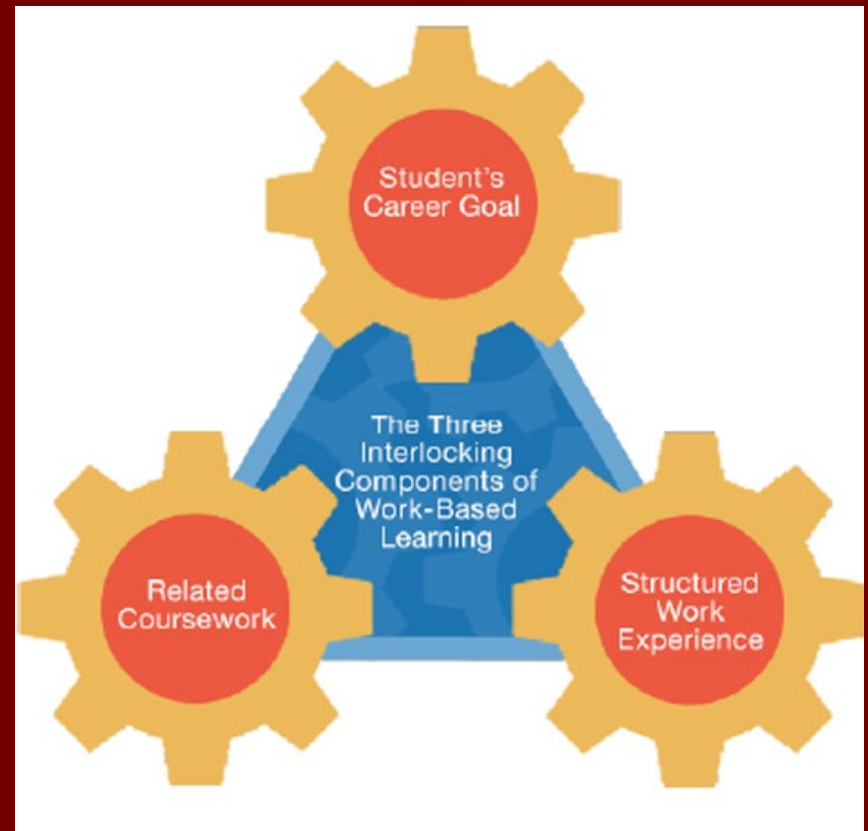 Student's
Career Goal
The Three
Interlocking
Components of
Work-Based
Learning
Related
Coursework
Structured
Work
Experience